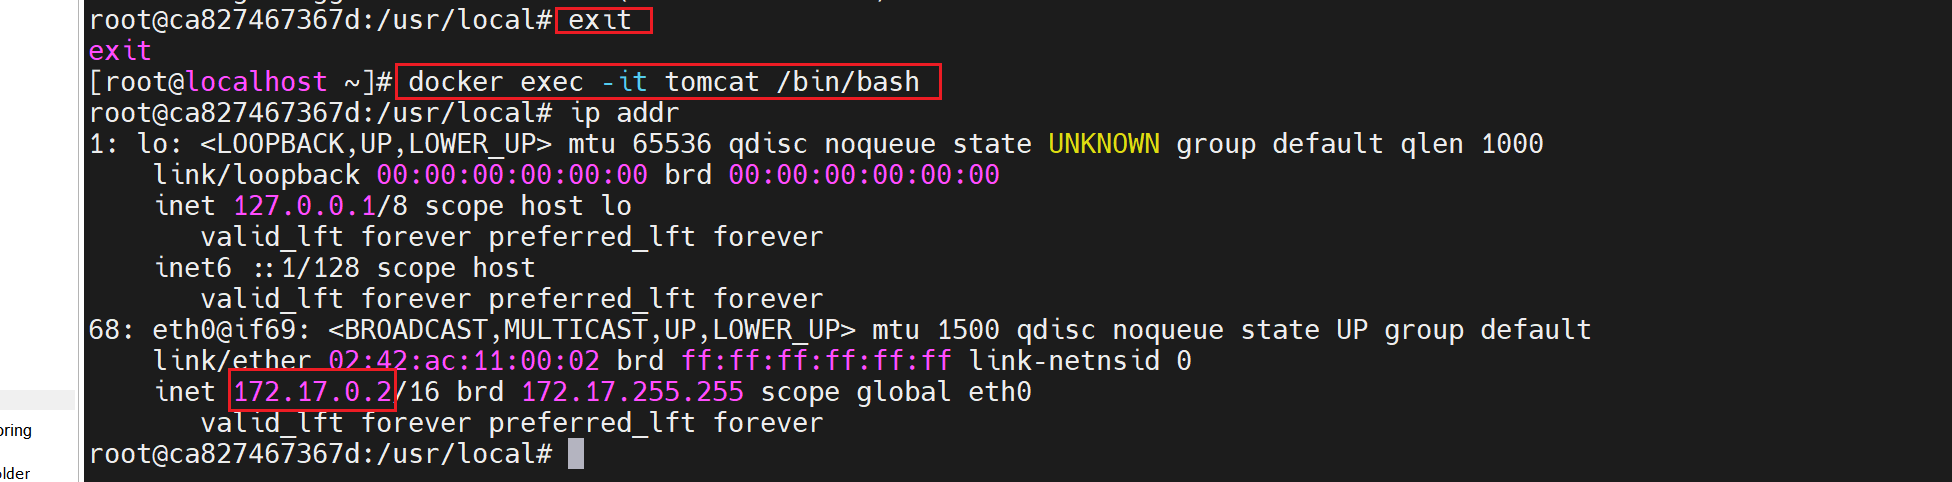 root@ca827467367d:/usr/local# exit
exit
[root@localhost ~]# docker exec -it tomcat /bin/bash
root@ca827467367d:/usr/local# ip addr
1: lo: <LOOPBACK,UP,LOWER_UP> mtu 65536 qdisc noqueue state UNKNOWN group default qlen 1000
    link/loopback 00:00:00:00:00:00 brd 00:00:00:00:00:00
    inet 127.0.0.1/8 scope host lo
       valid_lft forever preferred_lft forever
    inet6 ::1/128 scope host
       valid_lft forever preferred_lft forever
68: eth0@if69: <BROADCAST,MULTICAST,UP,LOWER_UP> mtu 1500 qdisc noqueue state UP group default
    link/ether 02:42:ac:11:00:02 brd ff:ff:ff:ff:ff:ff link-netnsid 0
    inet 172.17.0.2/16 brd 172.17.255.255 scope global eth0
       valid_lft forever preferred_lft forever
root@ca827467367d:/usr/local#
oring
older